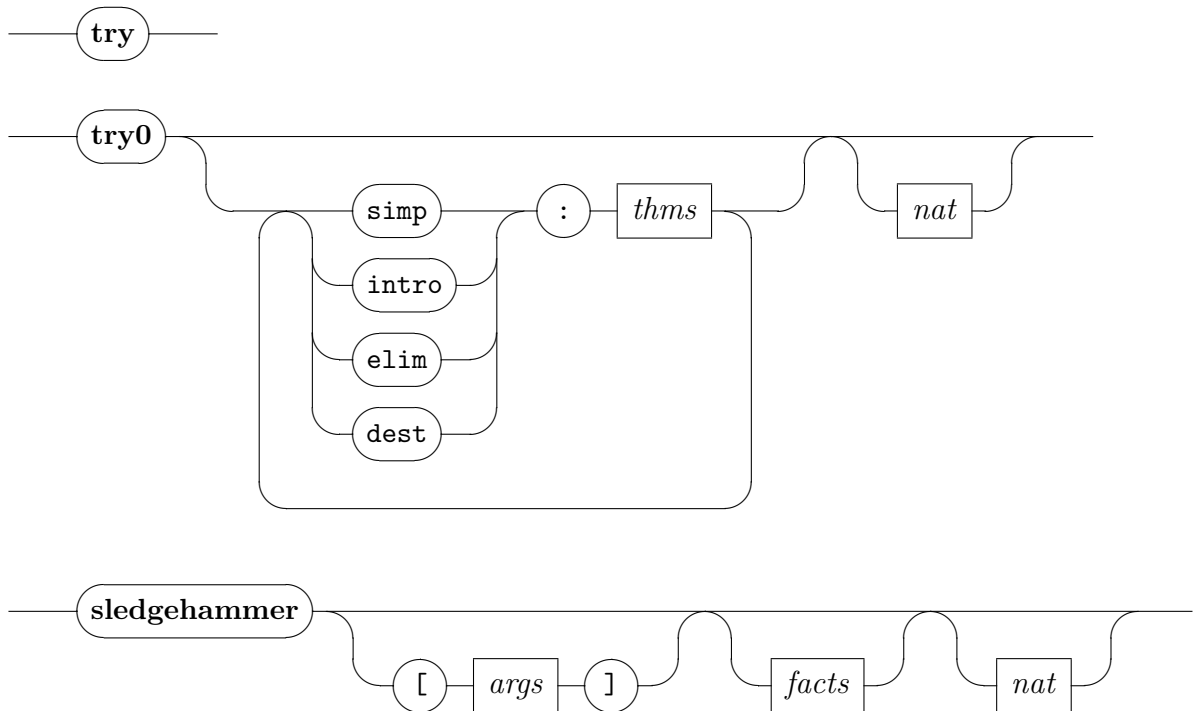 try
try0
simp : thms nat
intro
elim
dest
sledgehammer
[ args ] facts nat